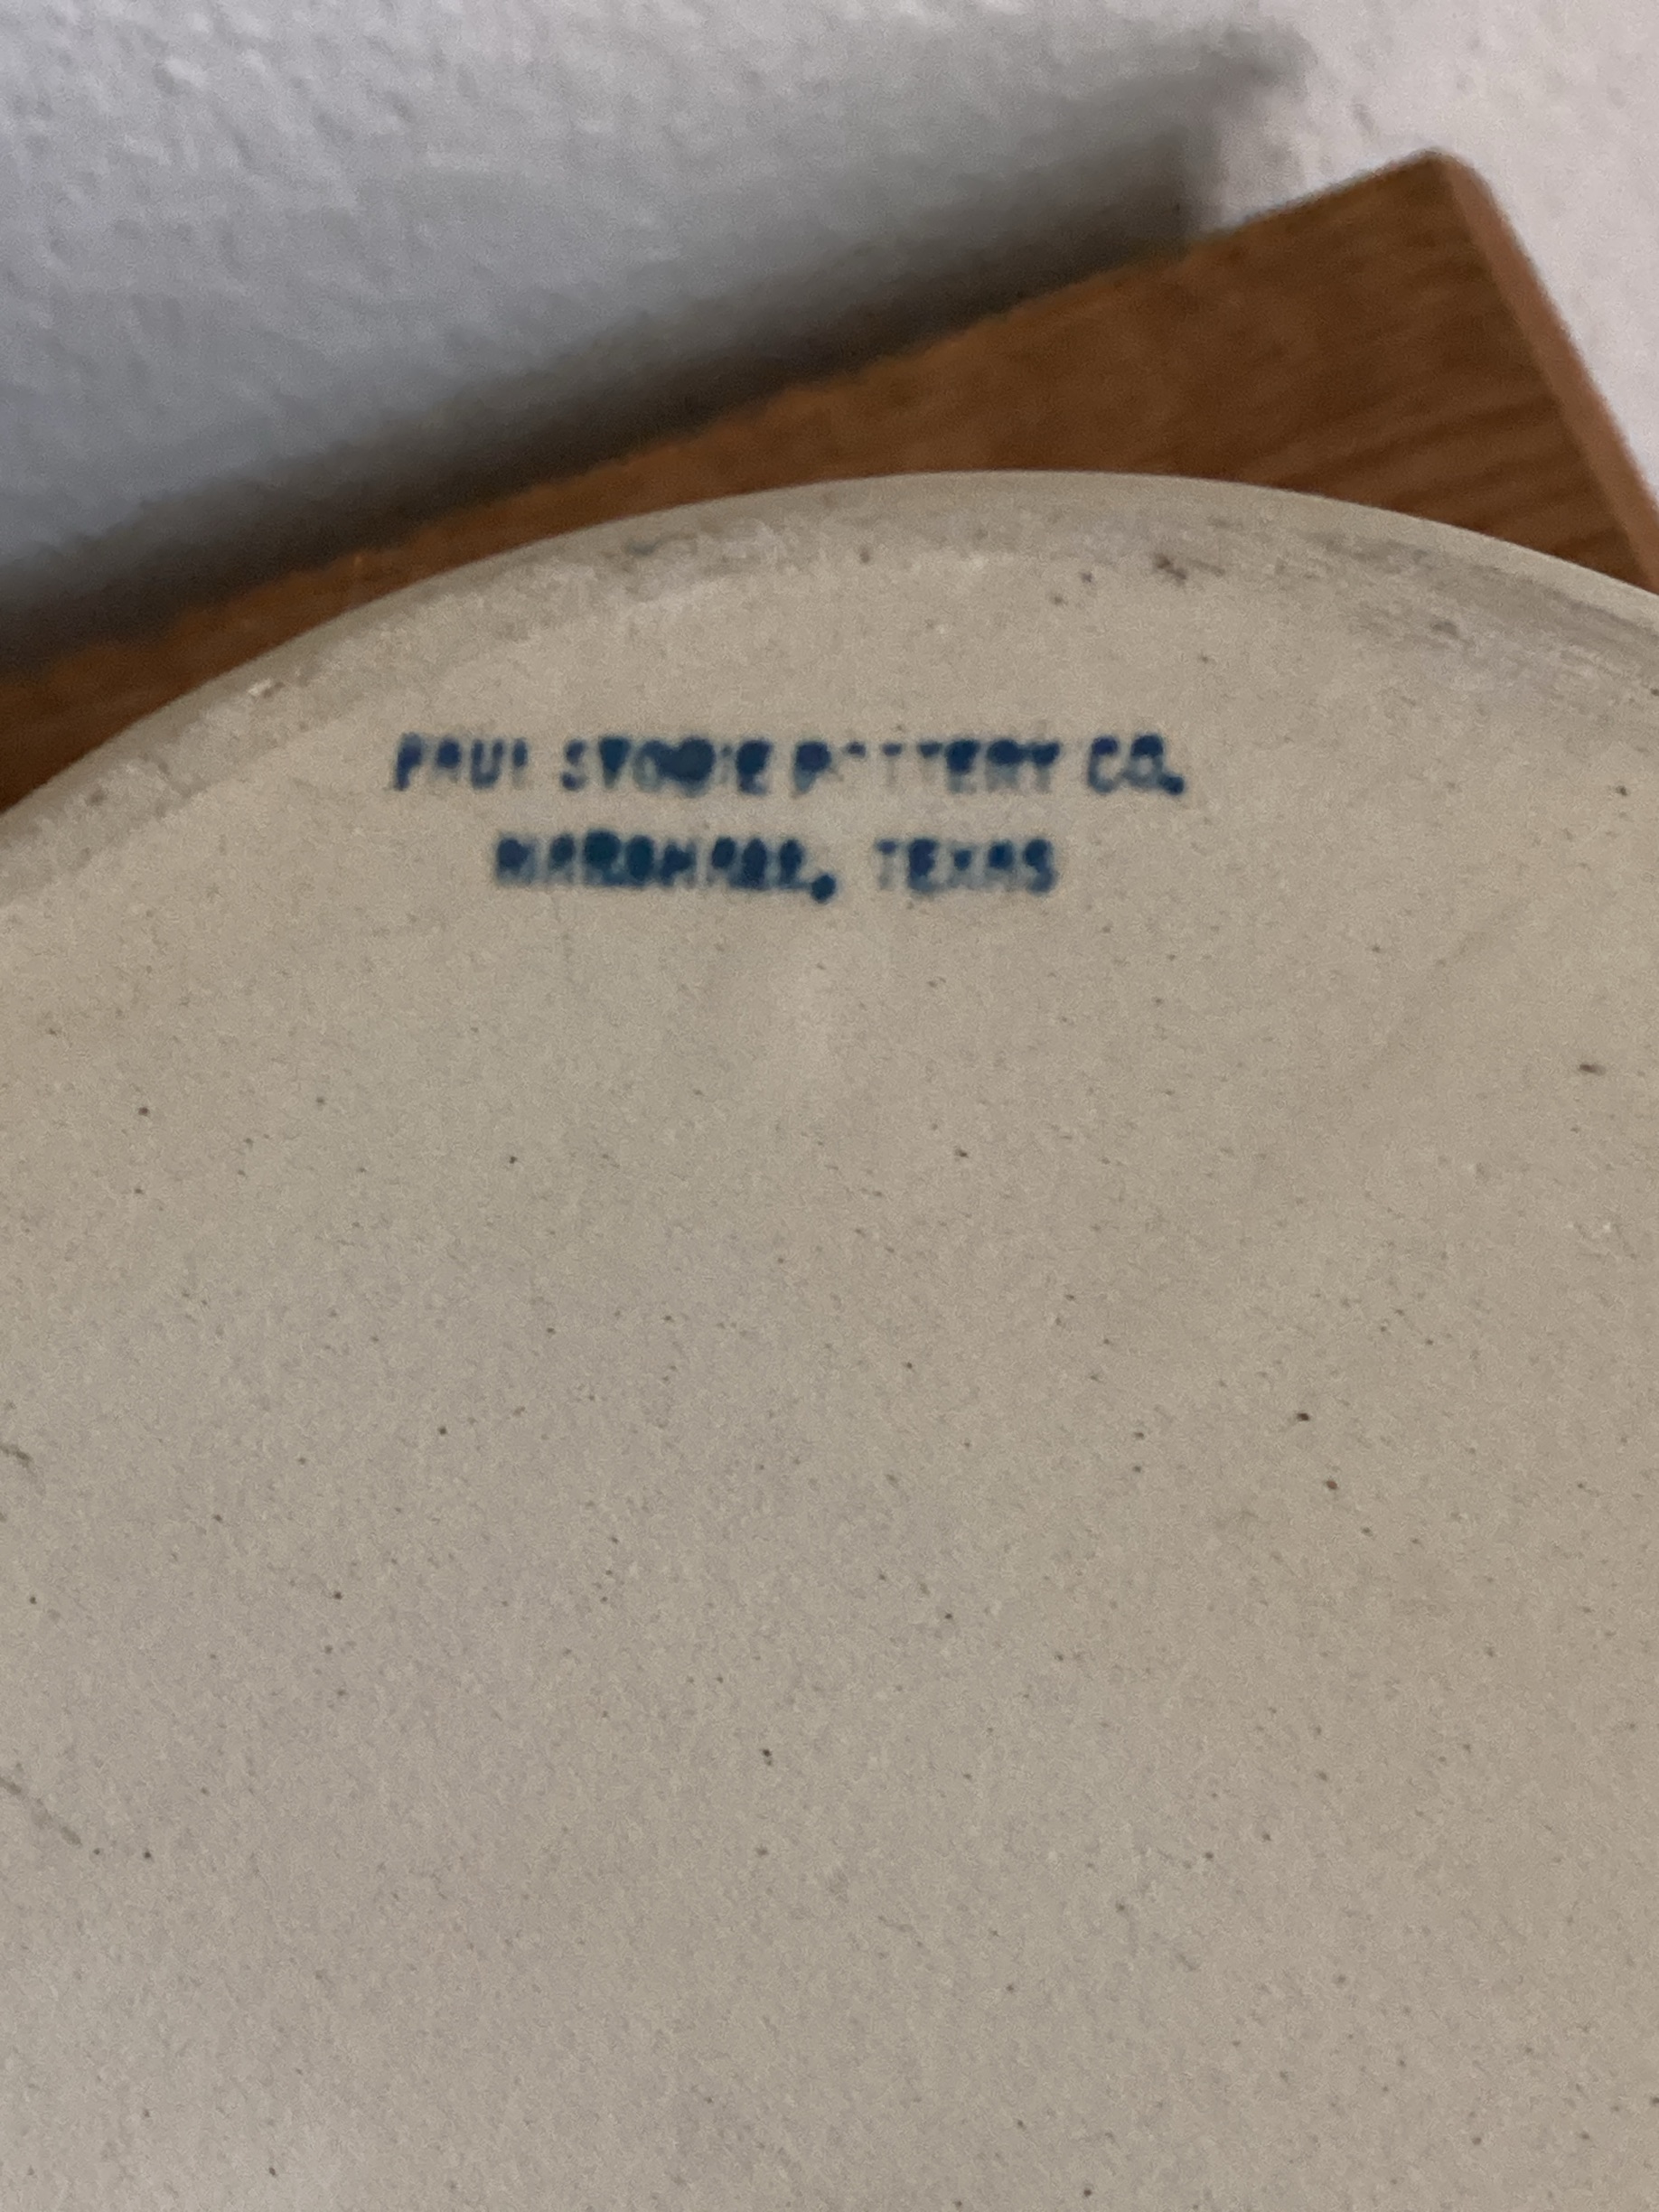 PAUL STORIE POTTERY CO.
MARSHALL, TEXAS